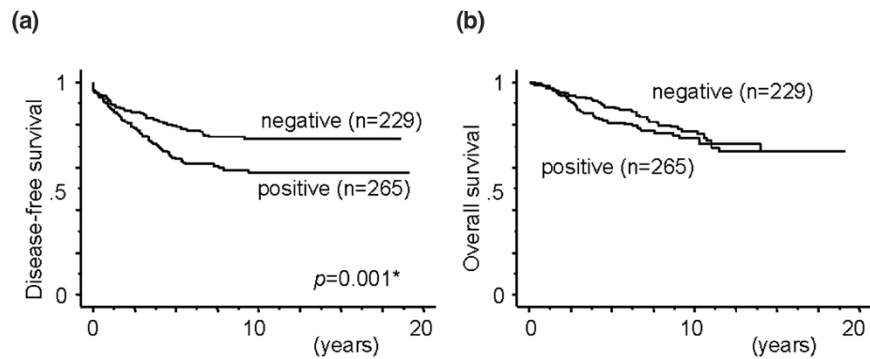 (a)
Disease-free survival
1
.5
0
negative (n=229)
positive (n=265)
p=0.001*
0
10
20
(years)
(b)
Overall survival
1
.5
0
negative (n=229)
positive (n=265)
0
10
20
(years)